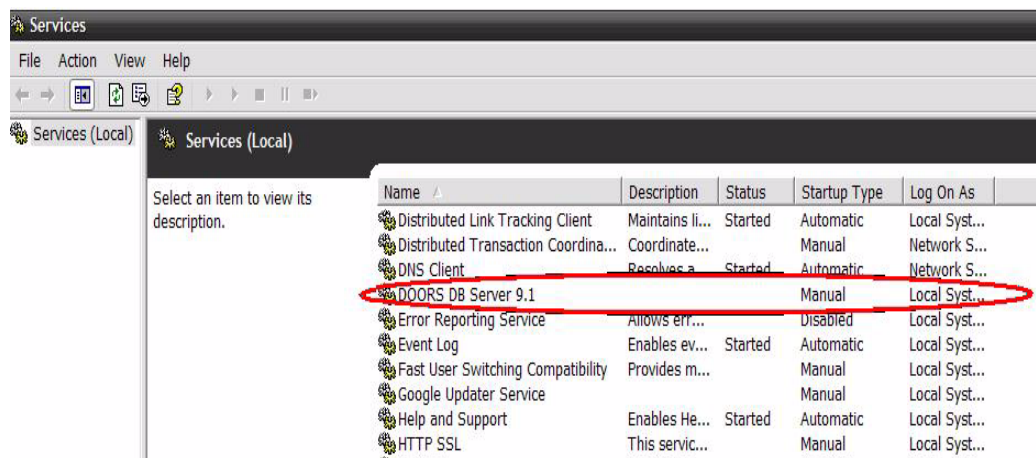 Services
File Action View Help
Services (Local)
Services (Local)
Select an item to view its
description.
Name Description Status Startup Type Log On As
Distributed Link Tracking Client Maintains li... Started Automatic Local Syst...
Distributed Transaction Coordina... Coordinate... Manual Network S...
DNS Client Resolves a Started Automatic Network S...
DOORS DB Server 9.1 Manual Local Syst...
Error Reporting Service Allows err... Disabled Local Syst...
Event Log Enables ev... Started Automatic Local Syst...
Fast User Switching Compatibility Provides m... Manual Local Syst...
Google Updater Service Manual Local Syst...
Help and Support Enables He... Started Automatic Local Syst...
HTTP SSL This servic... Manual Local Syst...